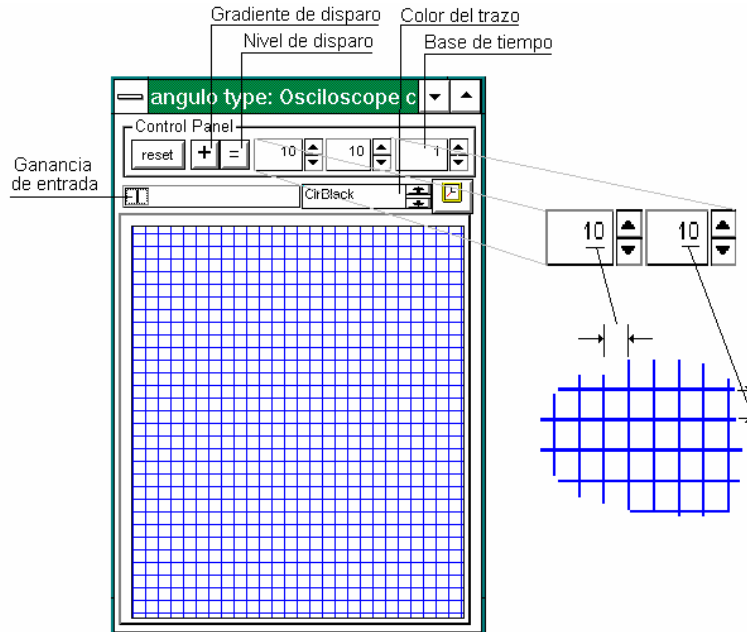 Gradiente de disparo
Color del trazo
Nivel de disparo
Base de tiempo
angulo type: Osciloscope c
Control Panel
reset + = 10 10 1
Ganancia
de entrada
CirBlack
10 10